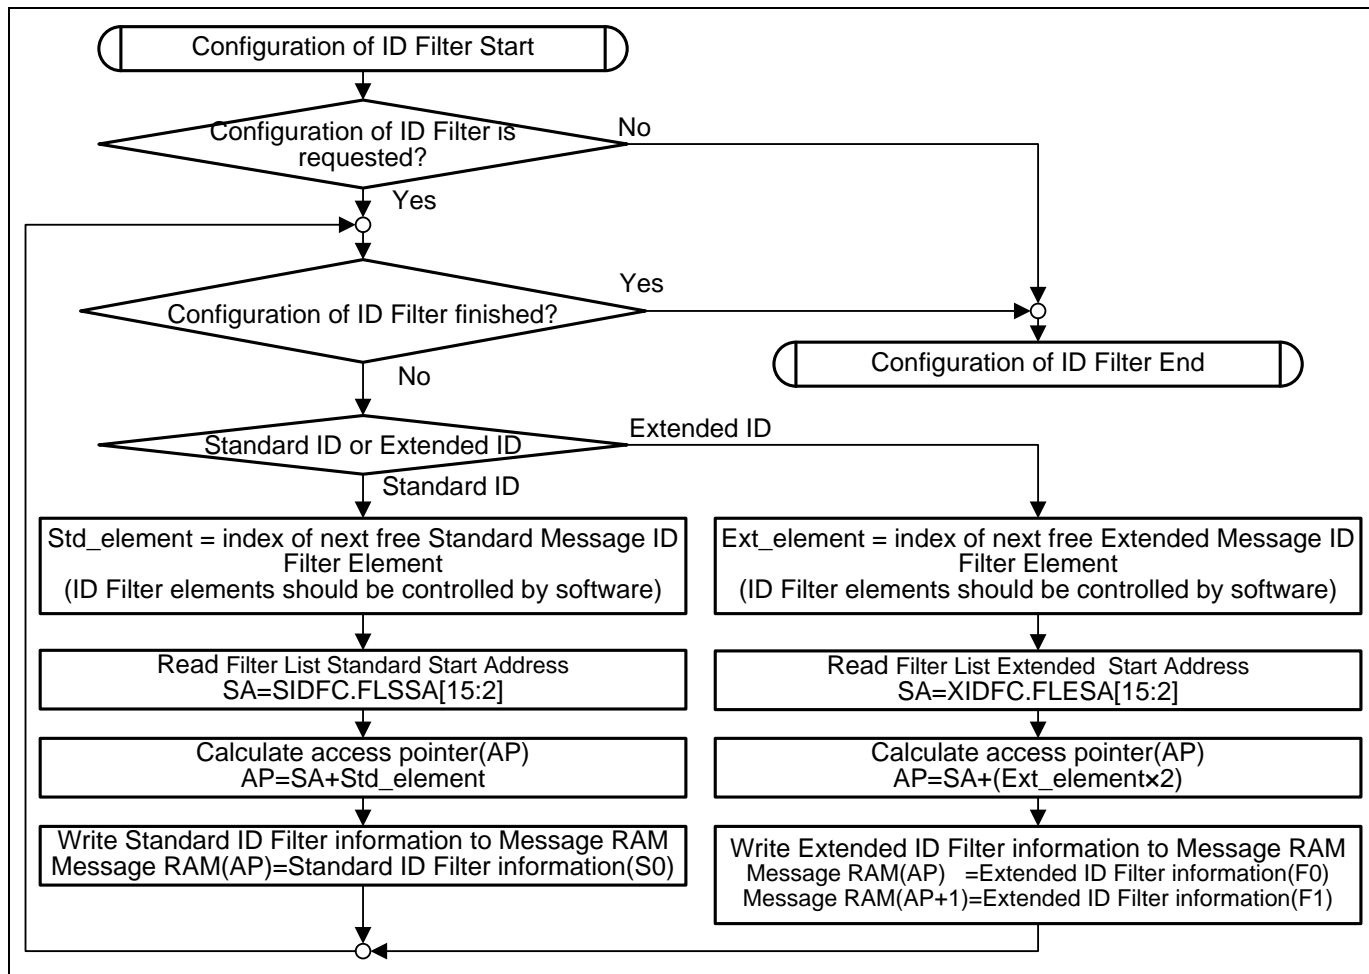 Configuration of ID Filter Start
Configuration of ID Filter is
requested?
No
Yes
Configuration of ID Filter finished?
Yes
Configuration of ID Filter End
No
Standard ID or Extended ID
Extended ID
Standard ID
Std_element = index of next free Standard Message ID
Filter Element
(ID Filter elements should be controlled by software)
Read Filter List Standard Start Address
SA=SIDFC.FLSSA[15:2]
Calculate access pointer(AP)
AP=SA+Std_element
Write Standard ID Filter information to Message RAM
Message RAM(AP)=Standard ID Filter information(S0)
Ext_element = index of next free Extended Message ID
Filter Element
(ID Filter elements should be controlled by software)
Read Filter List Extended Start Address
SA=XIDFC.FLESA[15:2]
Calculate access pointer(AP)
AP=SA+(Ext_element×2)
Write Extended ID Filter information to Message RAM
Message RAM(AP) =Extended ID Filter information(F0)
Message RAM(AP+1)=Extended ID Filter information(F1)